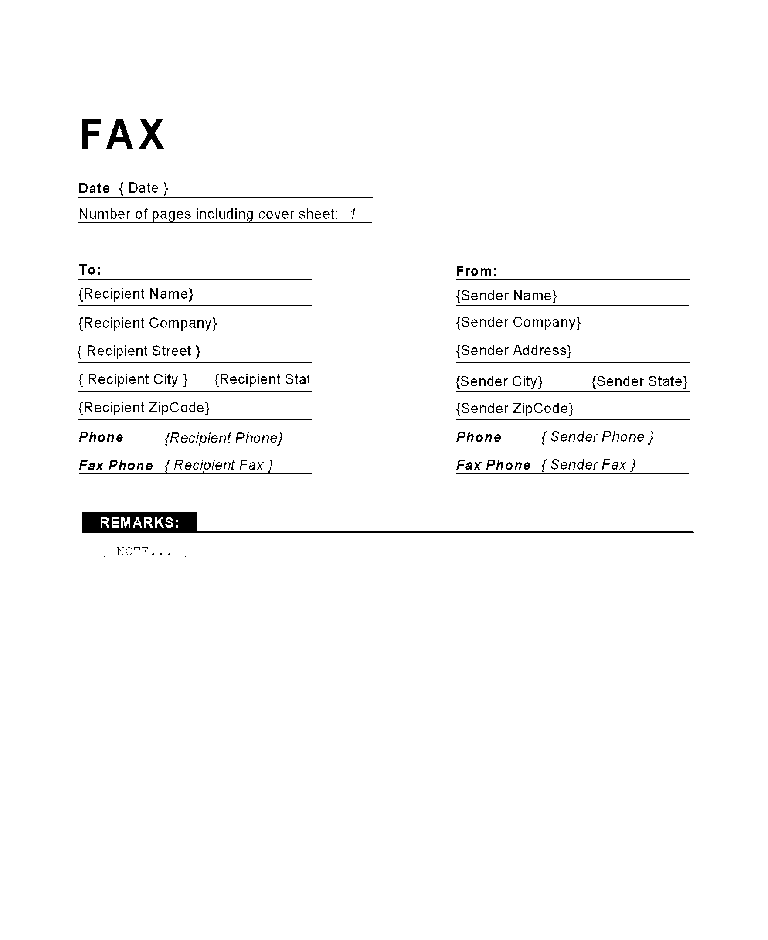 FAX
Date { Date }
Number of pages including cover sheet: /
To:
{Recipient Name}
{Recipient Company}
{ Recipient Street }
{ Recipient City } {Recipient Stat
{Recipient ZipCode}
Phone {Recipient Phone}
Fax Phone { Recipient Fax }
From:
{Sender Name}
{Sender Company}
{Sender Address}
{Sender City} {Sender State}
{Sender ZipCode}
Phone { Sender Phone }
Fax Phone { Sender Fax }
REMARKS:
NOTE...